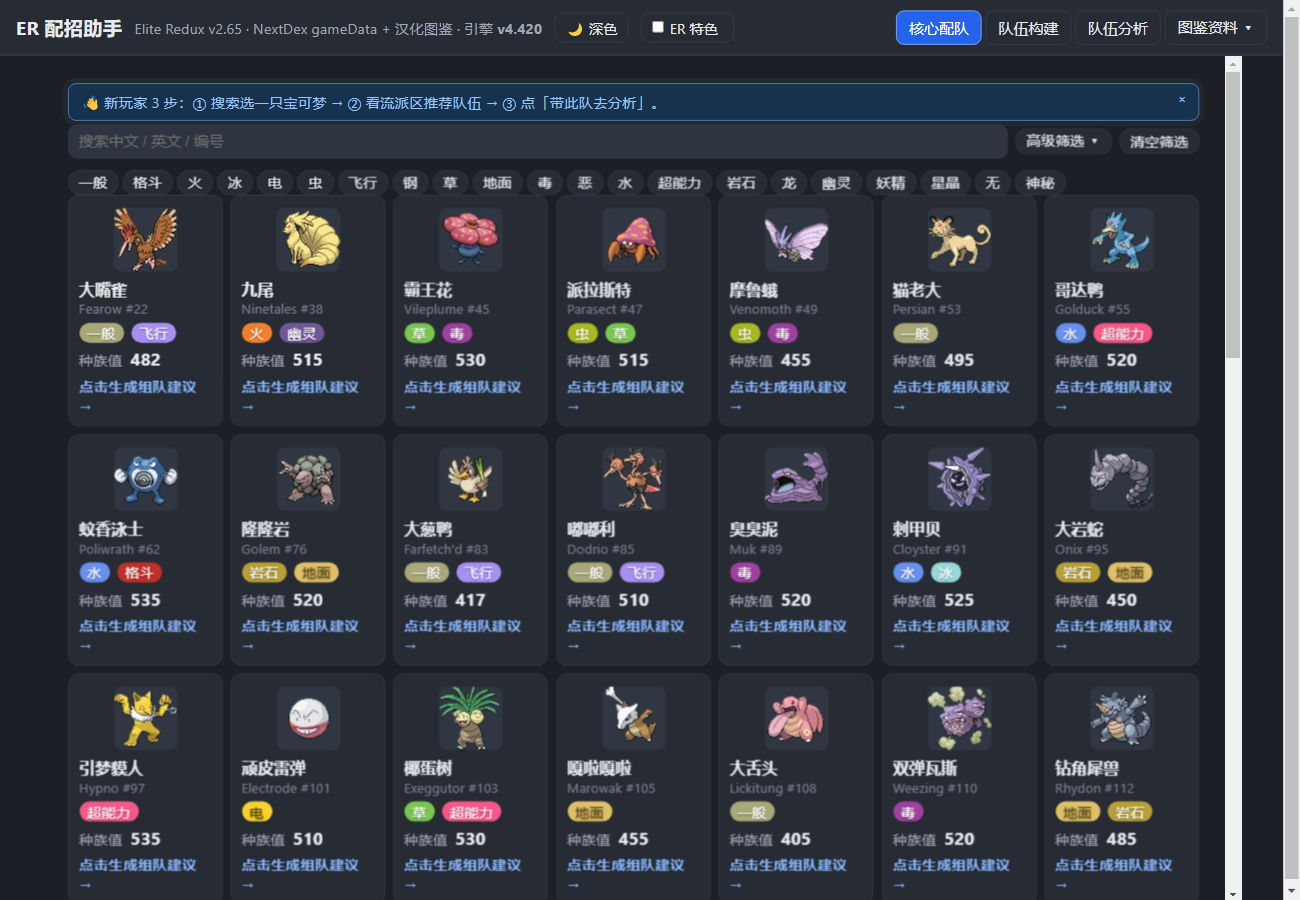 ER 配招助手 Elite Redux v2.65 · NextDex gameData + 汉化图鉴 · 引擎 v4.420 🌙 深色 ER 特色 核心配队 队伍构建 队伍分析 图鉴资料 ▾
👋 新玩家 3 步：① 搜索选一只宝可梦 → ② 看流派区推荐队伍 → ③ 点「带此队去分析」。 ×
搜索中文 / 英文 / 编号 高级筛选 ▾ 清空筛选
一般 格斗 火 冰 电 虫 飞行 钢 草 地面 毒 恶 水 超能力 岩石 龙 幽灵 妖精 星晶 无 神秘
大嘴雀 九尾 霸王花 派拉斯特 摩鲁蛾 猫老大 哥达鸭
Fearow #22 Ninetales #38 Vileplume #45 Parasect #47 Venomoth #49 Persian #53 Golduck #55
一般 飞行 火 幽灵 草 毒 虫 草 虫 毒 一般 水 超能力
种族值 482 种族值 515 种族值 530 种族值 515 种族值 455 种族值 495 种族值 520
点击生成组队建议 点击生成组队建议 点击生成组队建议 点击生成组队建议 点击生成组队建议 点击生成组队建议 点击生成组队建议
→ → → → → → →
蚊香泳士 隆隆岩 大葱鸭 嘟嘟利 臭臭泥 刺甲贝 大岩蛇
Poliwrath #62 Golem #76 Farfetch'd #83 Dodrio #85 Muk #89 Cloyster #91 Onix #95
水 格斗 岩石 地面 一般 飞行 一般 飞行 毒 水 冰 岩石 地面
种族值 535 种族值 520 种族值 417 种族值 510 种族值 520 种族值 525 种族值 450
点击生成组队建议 点击生成组队建议 点击生成组队建议 点击生成组队建议 点击生成组队建议 点击生成组队建议 点击生成组队建议
→ → → → → → →
引梦貘人 顽皮雷弹 椰蛋树 嘎啦嘎啦 大舌头 双弹瓦斯 钻角犀兽
Hypno #97 Electrode #101 Exeggutor #103 Marowak #105 Lickitung #108 Weezing #110 Rhydon #112
超能力 电 草 超能力 地面 一般 毒 地面 岩石
种族值 535 种族值 510 种族值 530 种族值 455 种族值 405 种族值 520 种族值 485
点击生成组队建议 点击生成组队建议 点击生成组队建议 点击生成组队建议 点击生成组队建议 点击生成组队建议 点击生成组队建议
→ → → → → → →